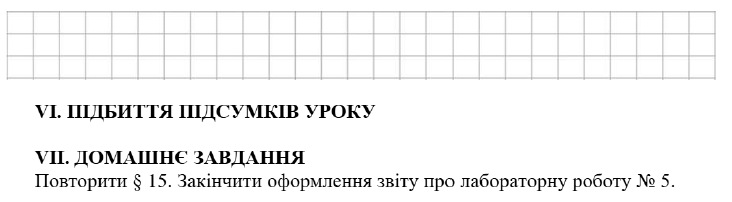 VI. ПІДБИТТЯ ПІДСУМКІВ УРОКУ
VII. ДОМАШНЄ ЗАВДАННЯ
Повторити § 15. Закінчити оформлення звіту про лабораторну роботу № 5.